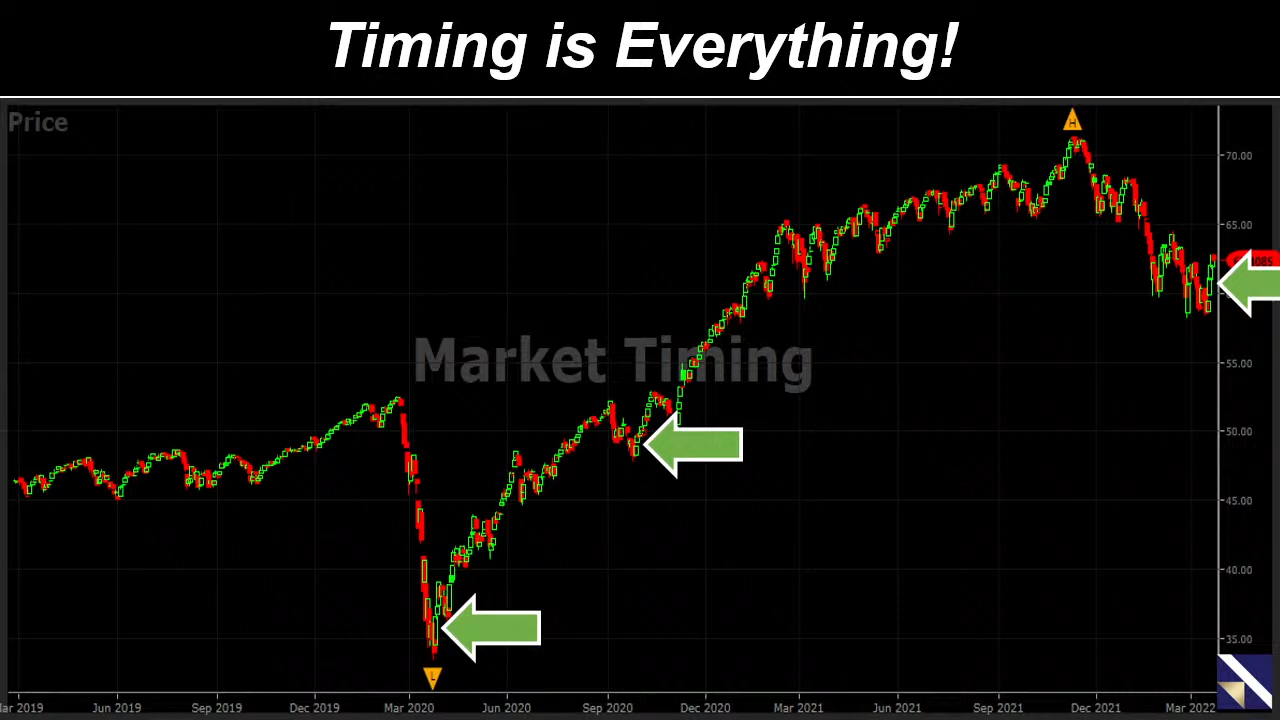 Timing is Everything!
Price
H
70.00
65.00
Market Timing
55.00
50.00
45.00
40.00
35.00
L
Mar 2019 Jun 2019 Sep 2019 Dec 2019 Mar 2020 Jun 2020 Sep 2020 Dec 2020 Mar 2021 Jun 2021 Sep 2021 Dec 2021 Mar 2022